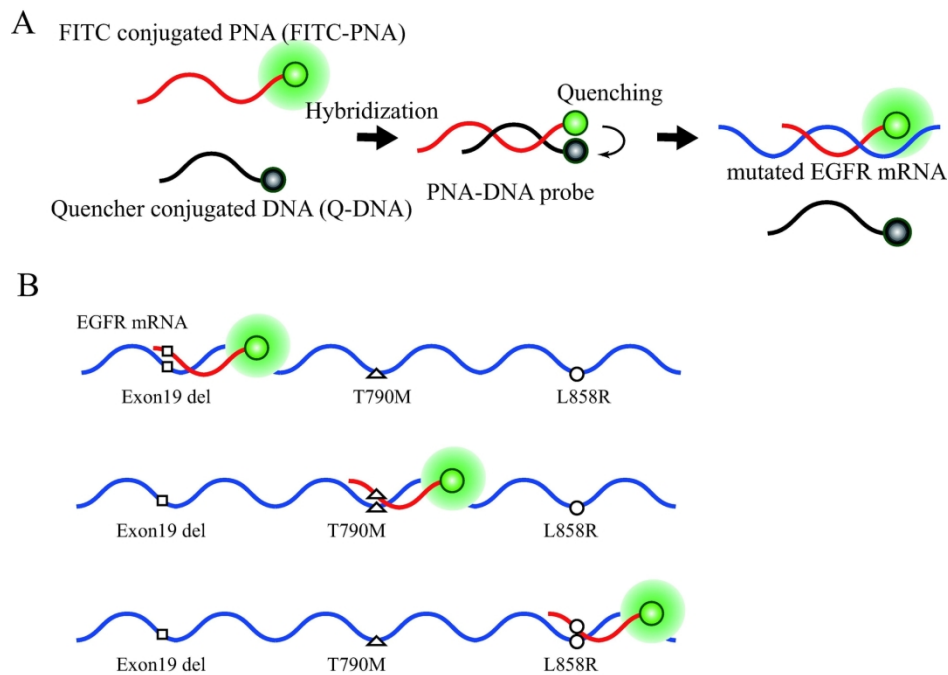 A
FITC conjugated PNA (FITC-PNA)
Hybridization
Quenching
Quencher conjugated DNA (Q-DNA)
PNA-DNA probe
mutated EGFR mRNA
B
EGFR mRNA
Exon19 del
T790M
L858R
Exon19 del
T790M
L858R
Exon19 del
T790M
L858R